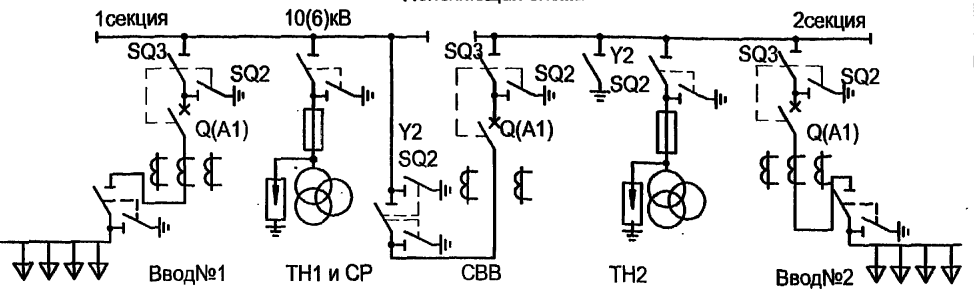 1секция 10(6)кВ 2секция
SQ3 SQ3 Y2 SQ3
SQ2 SQ2 SQ2 SQ2
Q(A1) Y2 Q(A1) Q(A1)
SQ2
Ввод№1 ТН1 и СР СВВ ТН2 Ввод№2